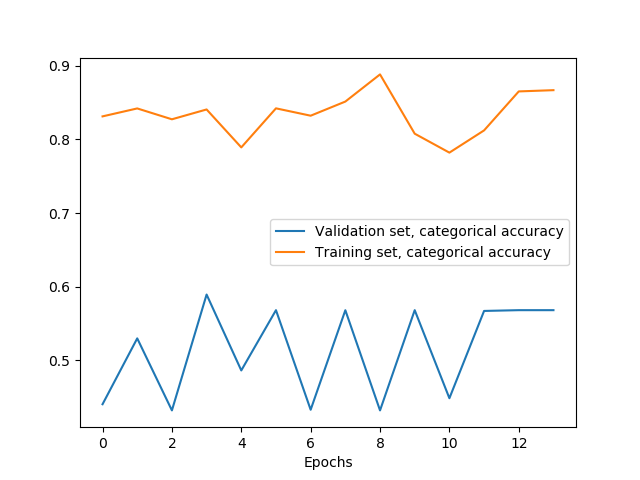 0.9
0.8
0.7
0.6
0.5
Validation set, categorical accuracy
Training set, categorical accuracy
0 2 4 6 8 10 12
Epochs